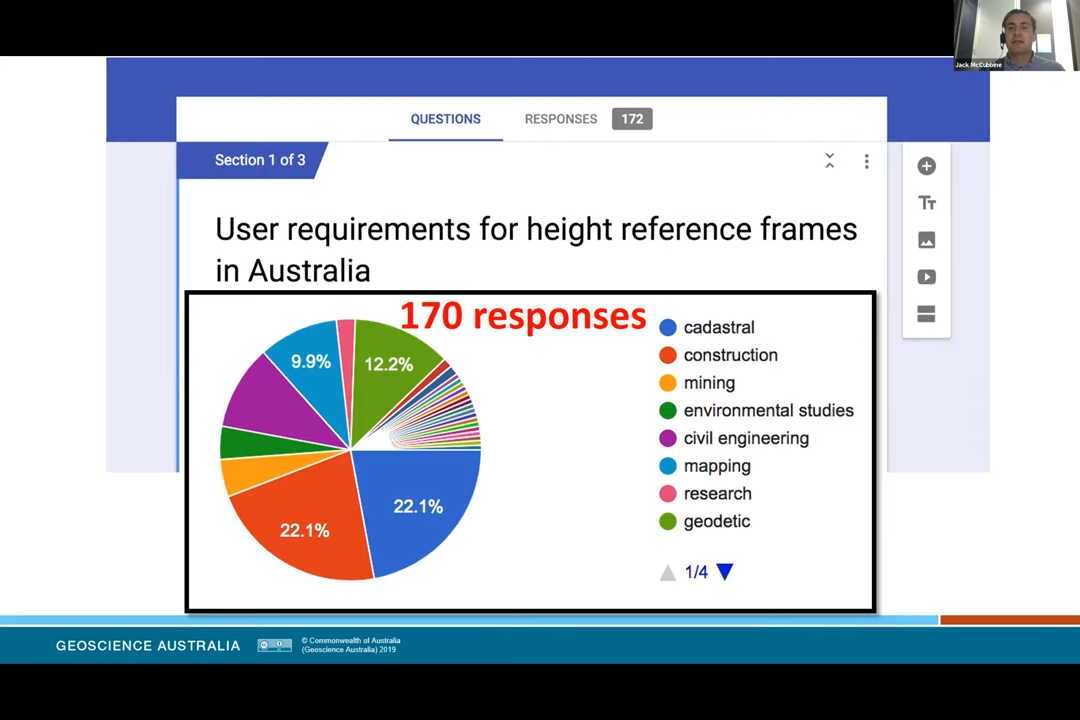 Jack McCubbine
QUESTIONS
RESPONSES 172
Section 1 of 3
Tт
User requirements for height reference frames
in Australia
170 responses
9.9%
12.2%
22.1%
22.1%
cadastral
construction
mining
environmental studies
civil engineering
mapping
research
geodetic
1/4
GEOSCIENCE AUSTRALIA
© Commonwealth of Australia
(Geoscience Australia) 2019